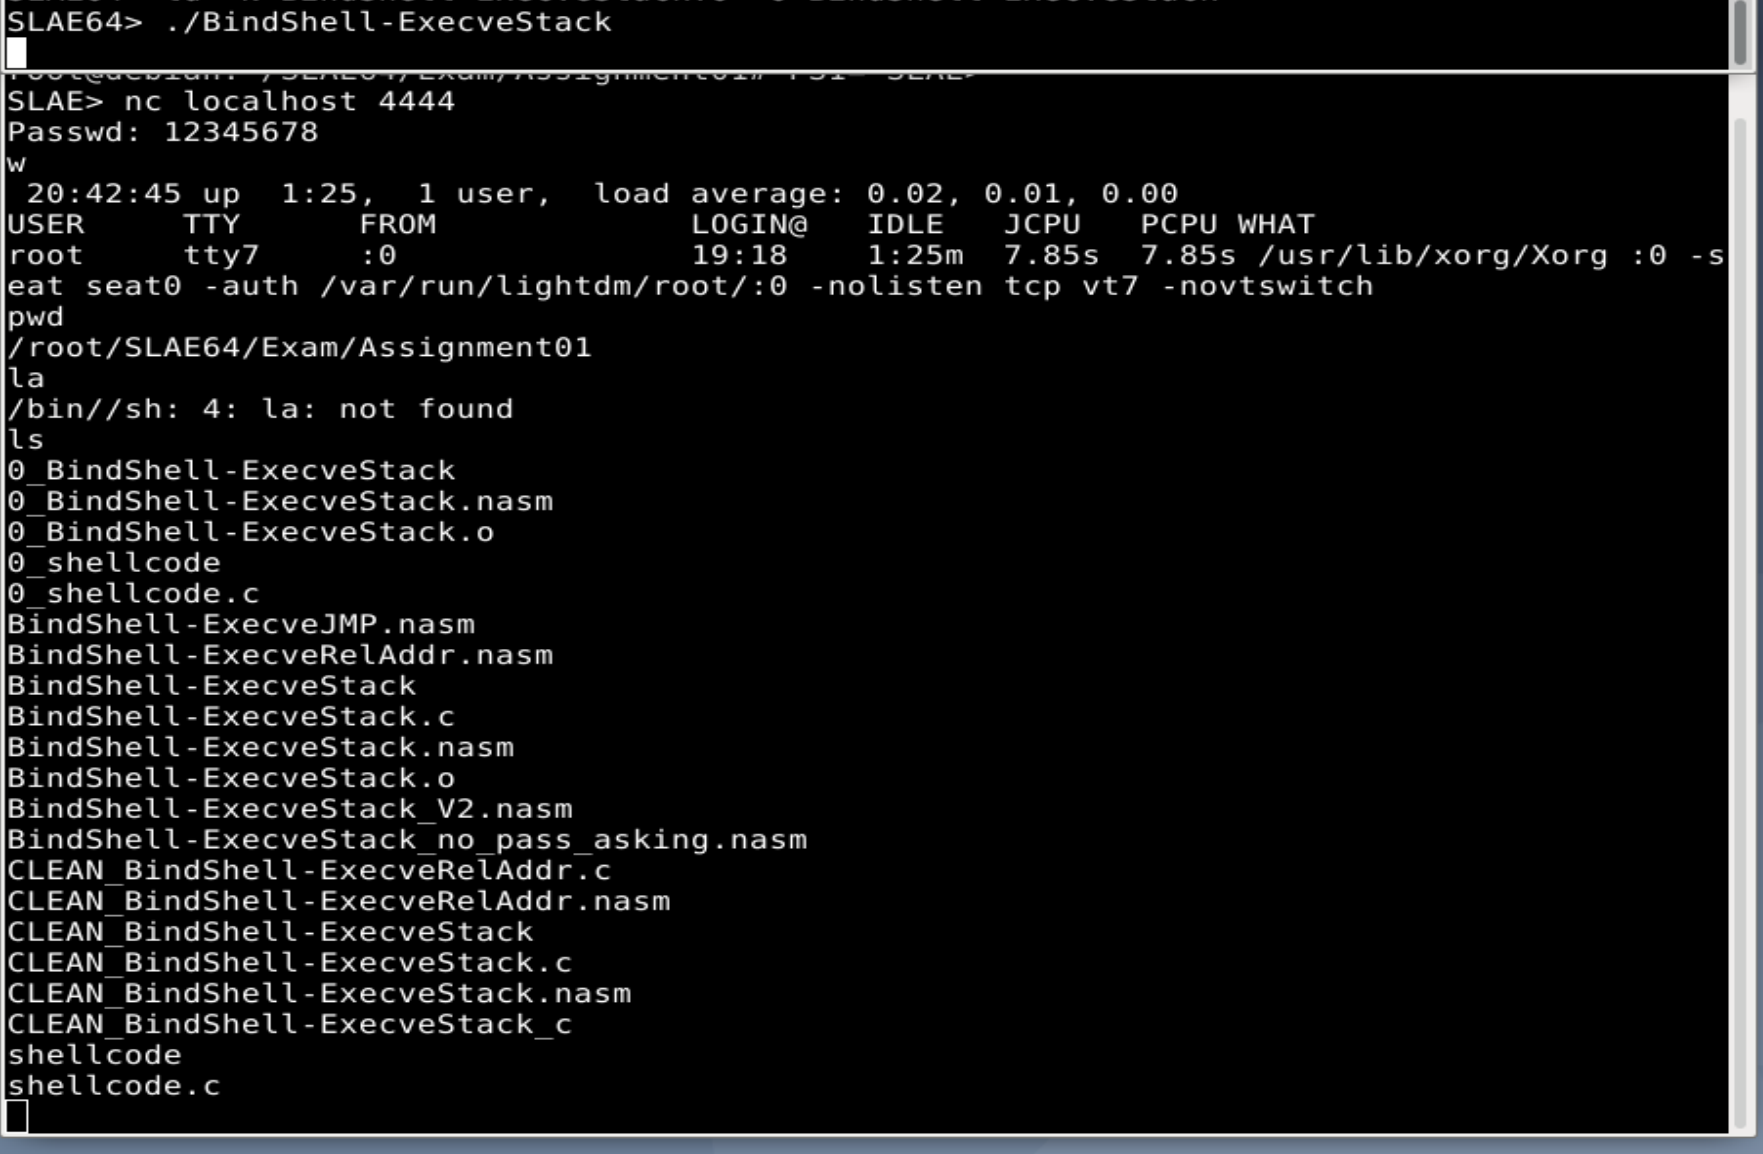 SLAE64> ./BindShell-ExecveStack
SLAE> nc localhost 4444
Passwd: 12345678
w
 20:42:45 up  1:25,  1 user,  load average: 0.02, 0.01, 0.00
USER     TTY      FROM             LOGIN@   IDLE   JCPU   PCPU WHAT
root     tty7     :0               19:18    1:25m  7.85s  7.85s /usr/lib/xorg/Xorg :0 -s
eat seat0 -auth /var/run/lightdm/root/:0 -nolisten tcp vt7 -novtswitch
pwd
/root/SLAE64/Exam/Assignment01
la
/bin//sh: 4: la: not found
ls
0_BindShell-ExecveStack
0_BindShell-ExecveStack.nasm
0_BindShell-ExecveStack.o
0_shellcode
0_shellcode.c
BindShell-ExecveJMP.nasm
BindShell-ExecveRelAddr.nasm
BindShell-ExecveStack
BindShell-ExecveStack.c
BindShell-ExecveStack.nasm
BindShell-ExecveStack.o
BindShell-ExecveStack_V2.nasm
BindShell-ExecveStack_no_pass_asking.nasm
CLEAN_BindShell-ExecveRelAddr.c
CLEAN_BindShell-ExecveRelAddr.nasm
CLEAN_BindShell-ExecveStack
CLEAN_BindShell-ExecveStack.c
CLEAN_BindShell-ExecveStack.nasm
CLEAN_BindShell-ExecveStack_c
shellcode
shellcode.c